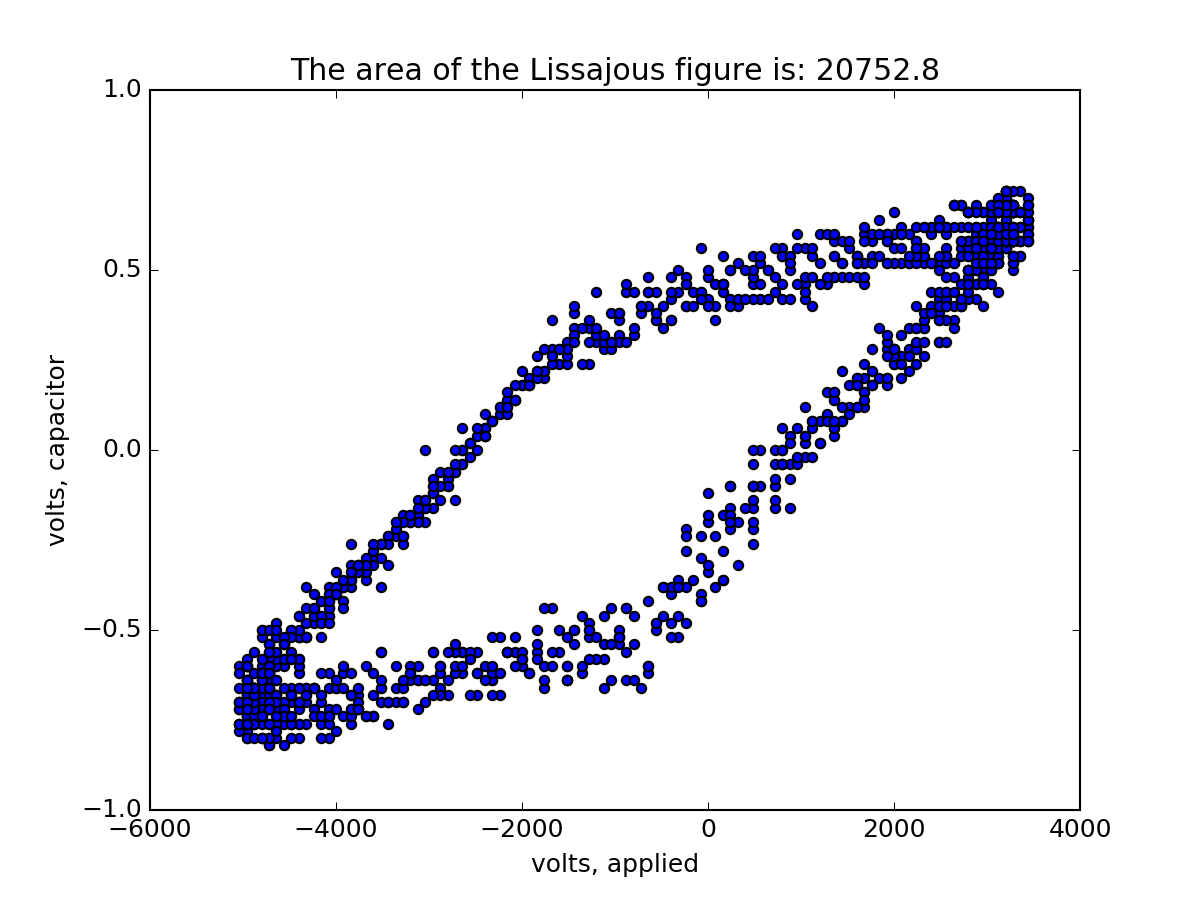 The area of the Lissajous figure is: 20752.8
1.0
0.5
0.0
−0.5
−1.0
volts, capacitor
−6000 −4000 −2000 0 2000 4000
volts, applied